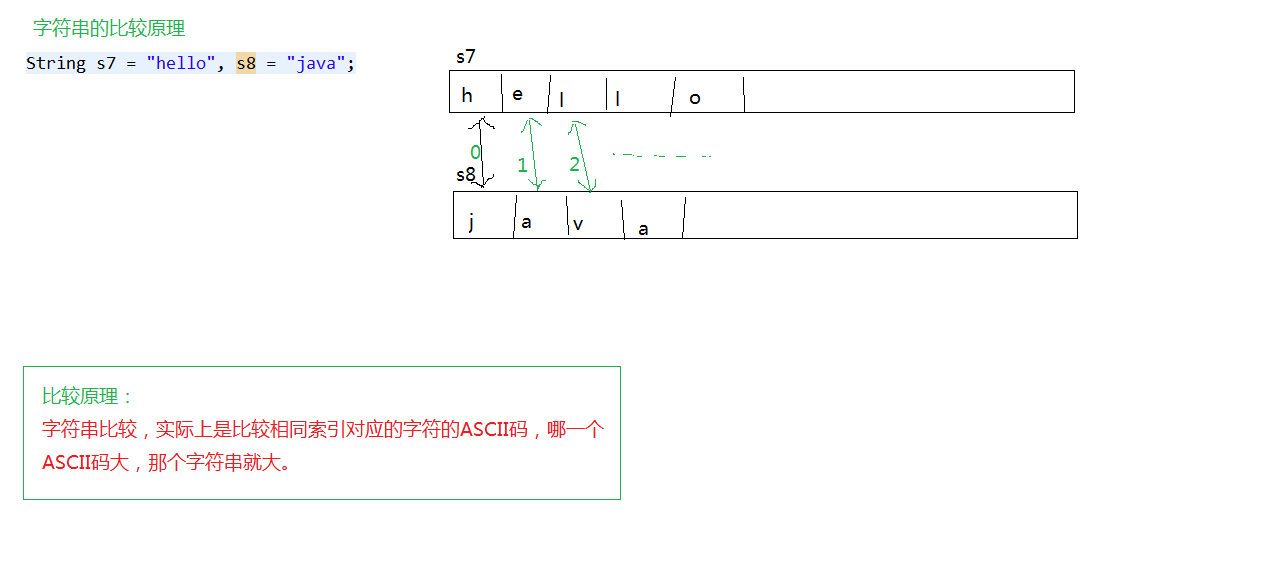 字符串的比较原理
String s7 = "hello", s8 = "java";
s7
h e l l o
0 1 2
s8
j a v a
比较原理：
字符串比较，实际上是比较相同索引对应的字符的ASCII码，哪一个
ASCII码大，那个字符串就大。